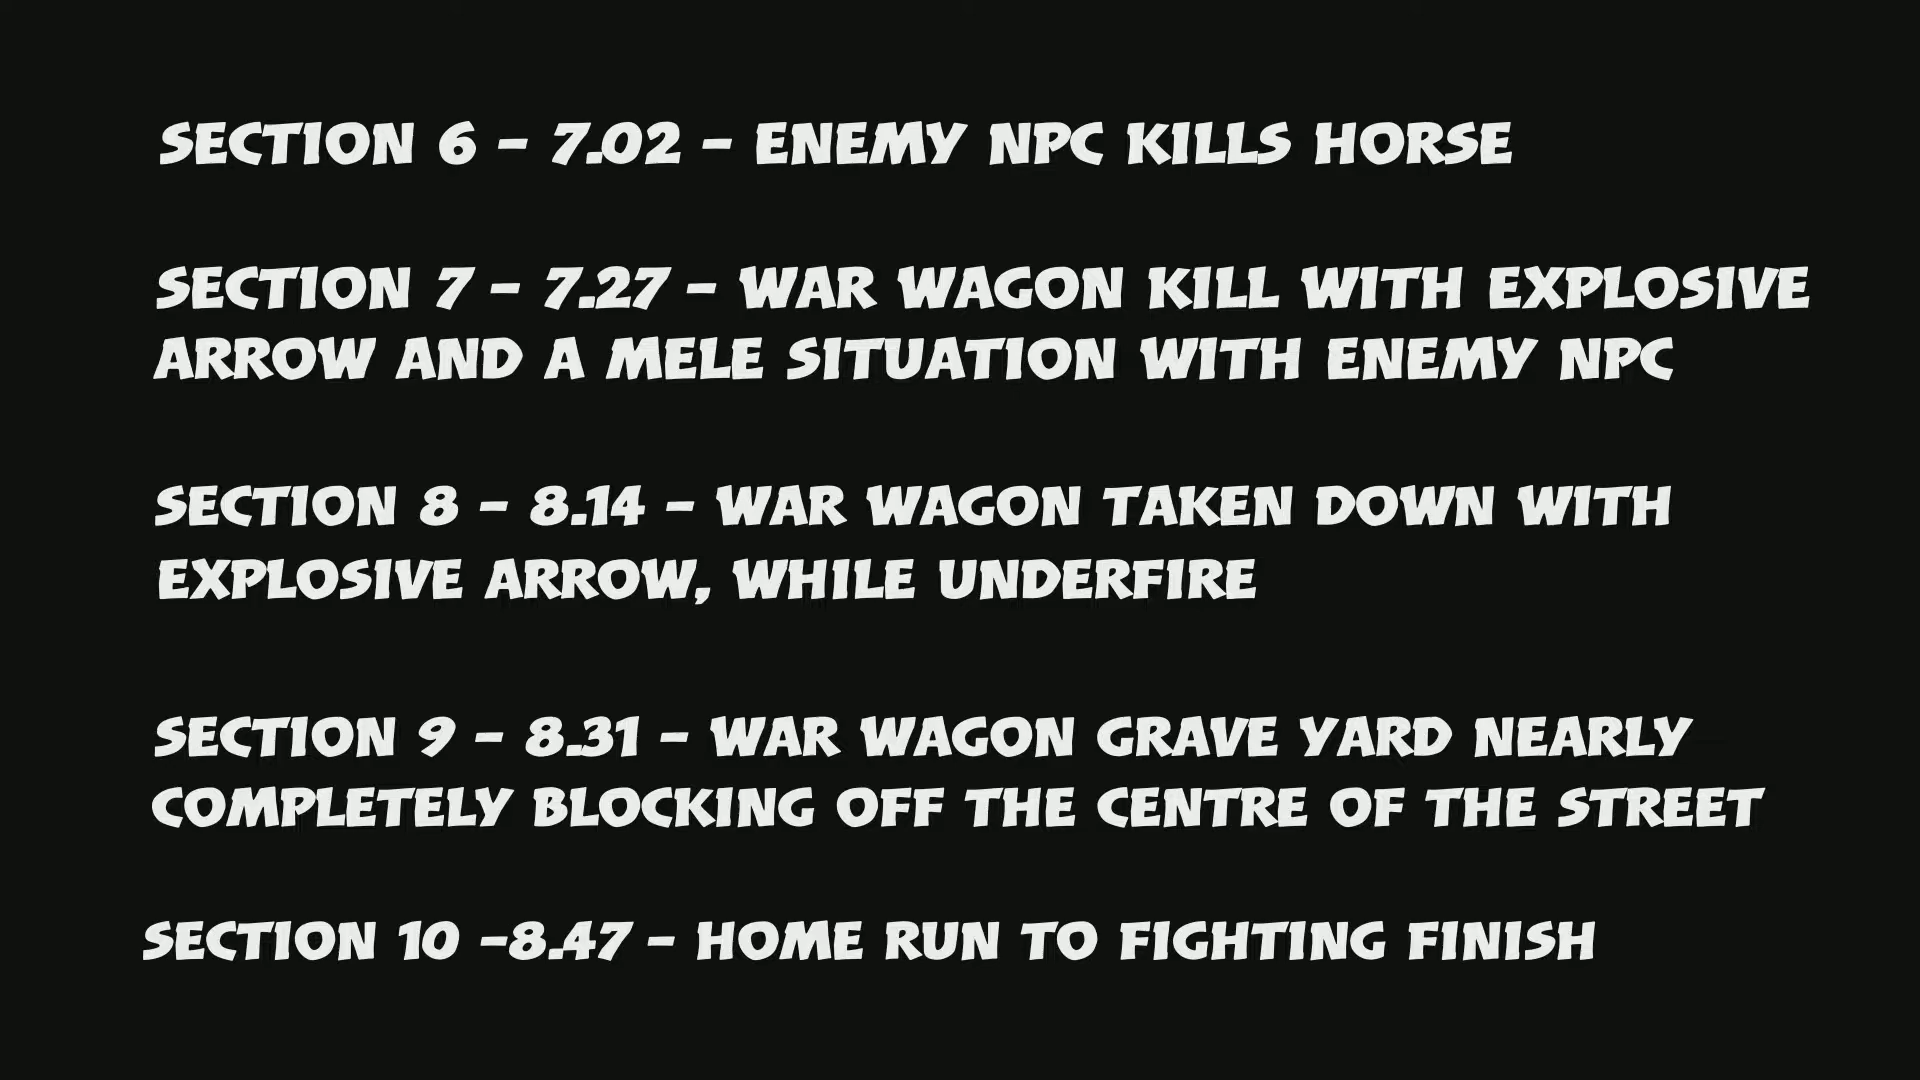 SECTION 6 - 7.02 - ENEMY NPC KILLS HORSE
SECTION 7 - 7.27 - WAR WAGON KILL WITH EXPLOSIVE
ARROW AND A MELE SITUATION WITH ENEMY NPC
SECTION 8 - 8.14 - WAR WAGON TAKEN DOWN WITH
EXPLOSIVE ARROW, WHILE UNDERFIRE
SECTION 9 - 8.31 - WAR WAGON GRAVE YARD NEARLY
COMPLETELY BLOCKING OFF THE CENTRE OF THE STREET
SECTION 10 -8.47 - HOME RUN TO FIGHTING FINISH